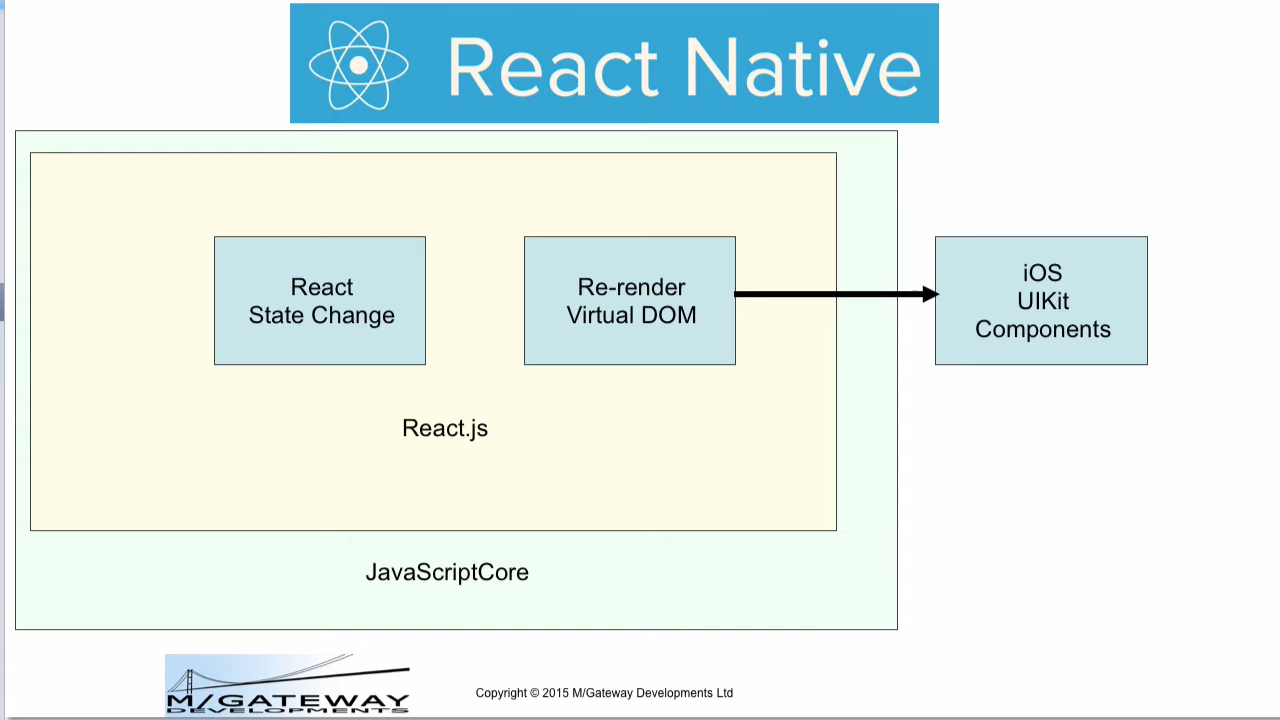 React Native
React
State Change
Re-render
Virtual DOM
iOS
UIKit
Components
React.js
JavaScriptCore
M/GATEWAY
DEVELOPMENTS
Copyright © 2015 M/Gateway Developments Ltd